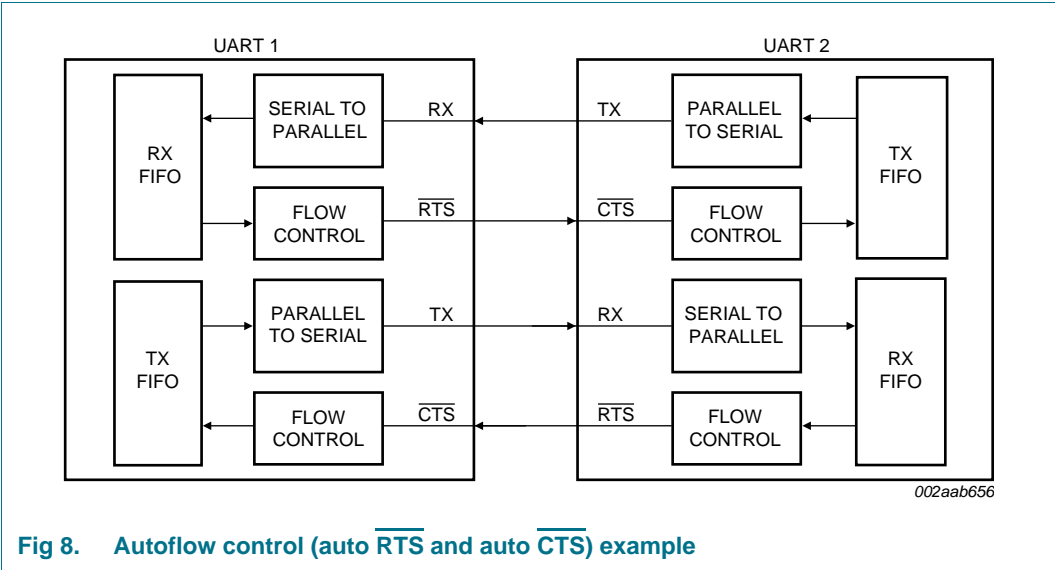 UART 1
UART 2
RX
FIFO
SERIAL TO
PARALLEL
RX
TX
PARALLEL
TO SERIAL
TX
FIFO
FLOW
CONTROL
RTS
CTS
FLOW
CONTROL
TX
FIFO
PARALLEL
TO SERIAL
TX
RX
SERIAL TO
PARALLEL
RX
FIFO
FLOW
CONTROL
CTS
RTS
FLOW
CONTROL
002aab656
Fig 8. Autoflow control (auto RTS and auto CTS) example